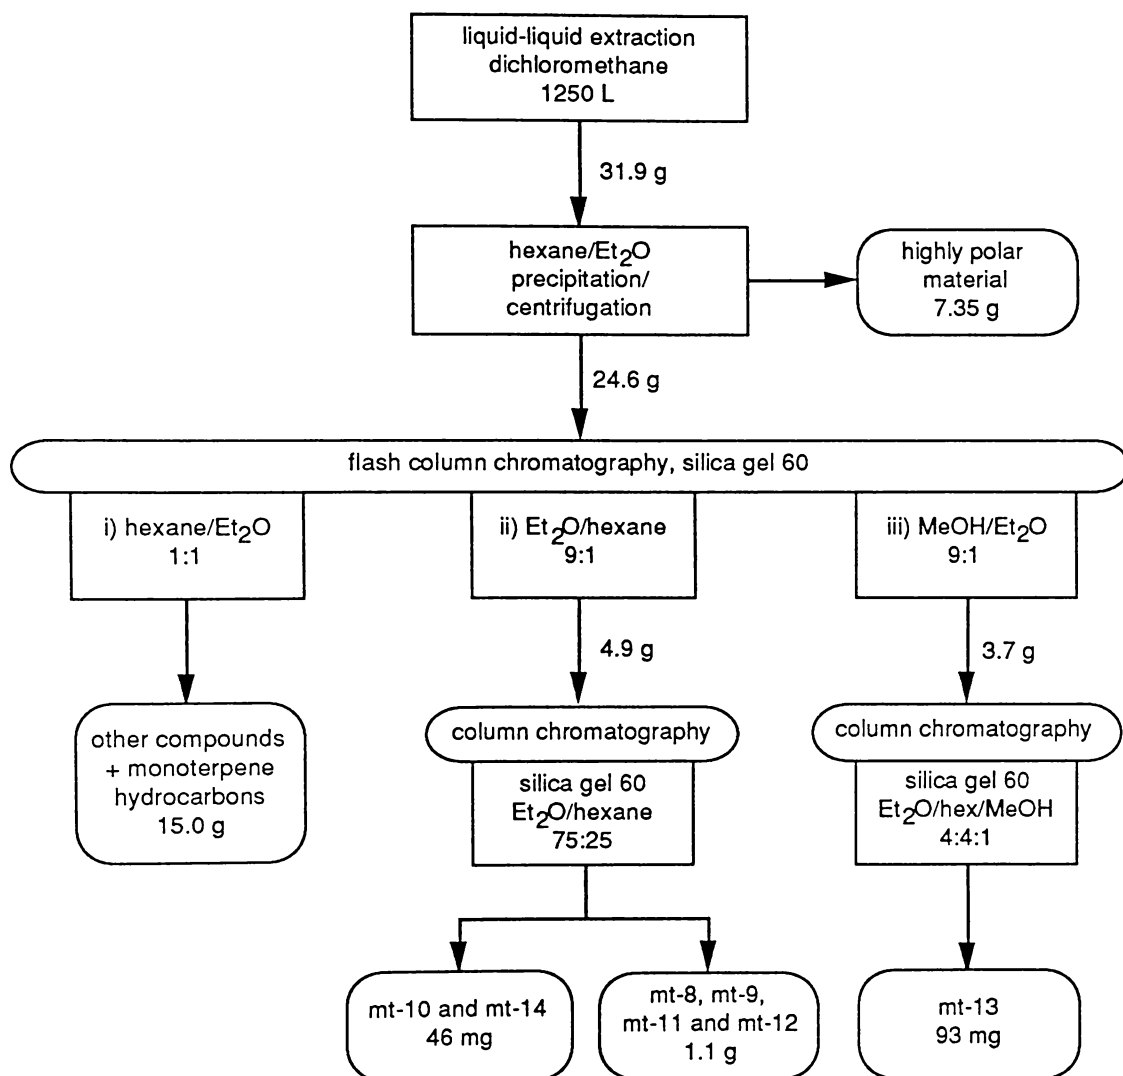 liquid-liquid extraction
dichloromethane
1250 L
31.9 g
hexane/Et2O
precipitation/
centrifugation
highly polar
material
7.35 g
24.6 g
flash column chromatography, silica gel 60
i) hexane/Et2O
1:1
ii) Et2O/hexane
9:1
iii) MeOH/Et2O
9:1
4.9 g
3.7 g
other compounds
+ monoterpene
hydrocarbons
15.0 g
column chromatography
silica gel 60
Et2O/hexane
75:25
column chromatography
silica gel 60
Et2O/hex/MeOH
4:4:1
mt-10 and mt-14
46 mg
mt-8, mt-9,
mt-11 and mt-12
1.1 g
mt-13
93 mg